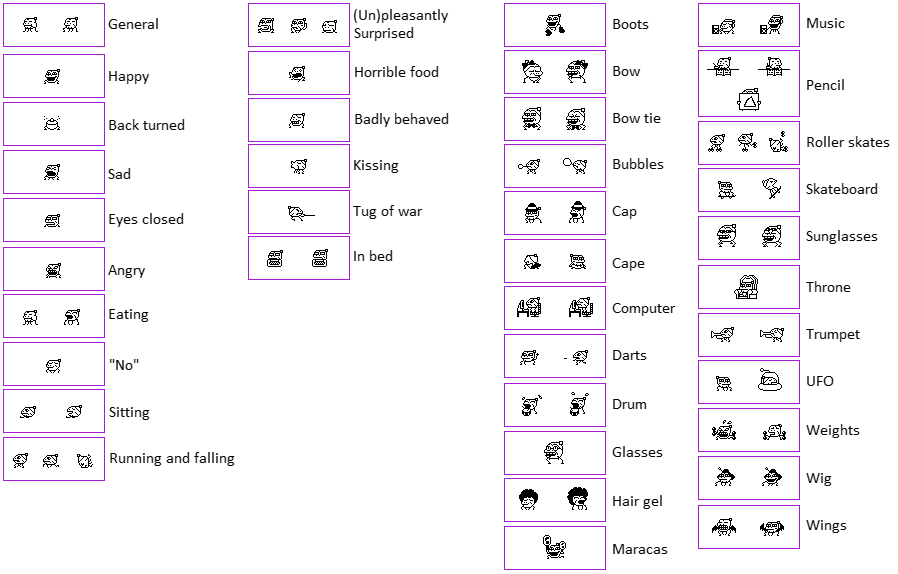 General
Happy
Back turned
Sad
Eyes closed
Angry
Eating
"No"
Sitting
Running and falling
(Un)pleasantly
Surprised
Horrible food
Badly behaved
Kissing
Tug of war
In bed
Boots
Bow
Bow tie
Bubbles
Cap
Cape
Computer
Darts
Drum
Glasses
Hair gel
Maracas
Music
Pencil
Roller skates
Skateboard
Sunglasses
Throne
Trumpet
UFO
Weights
Wig
Wings